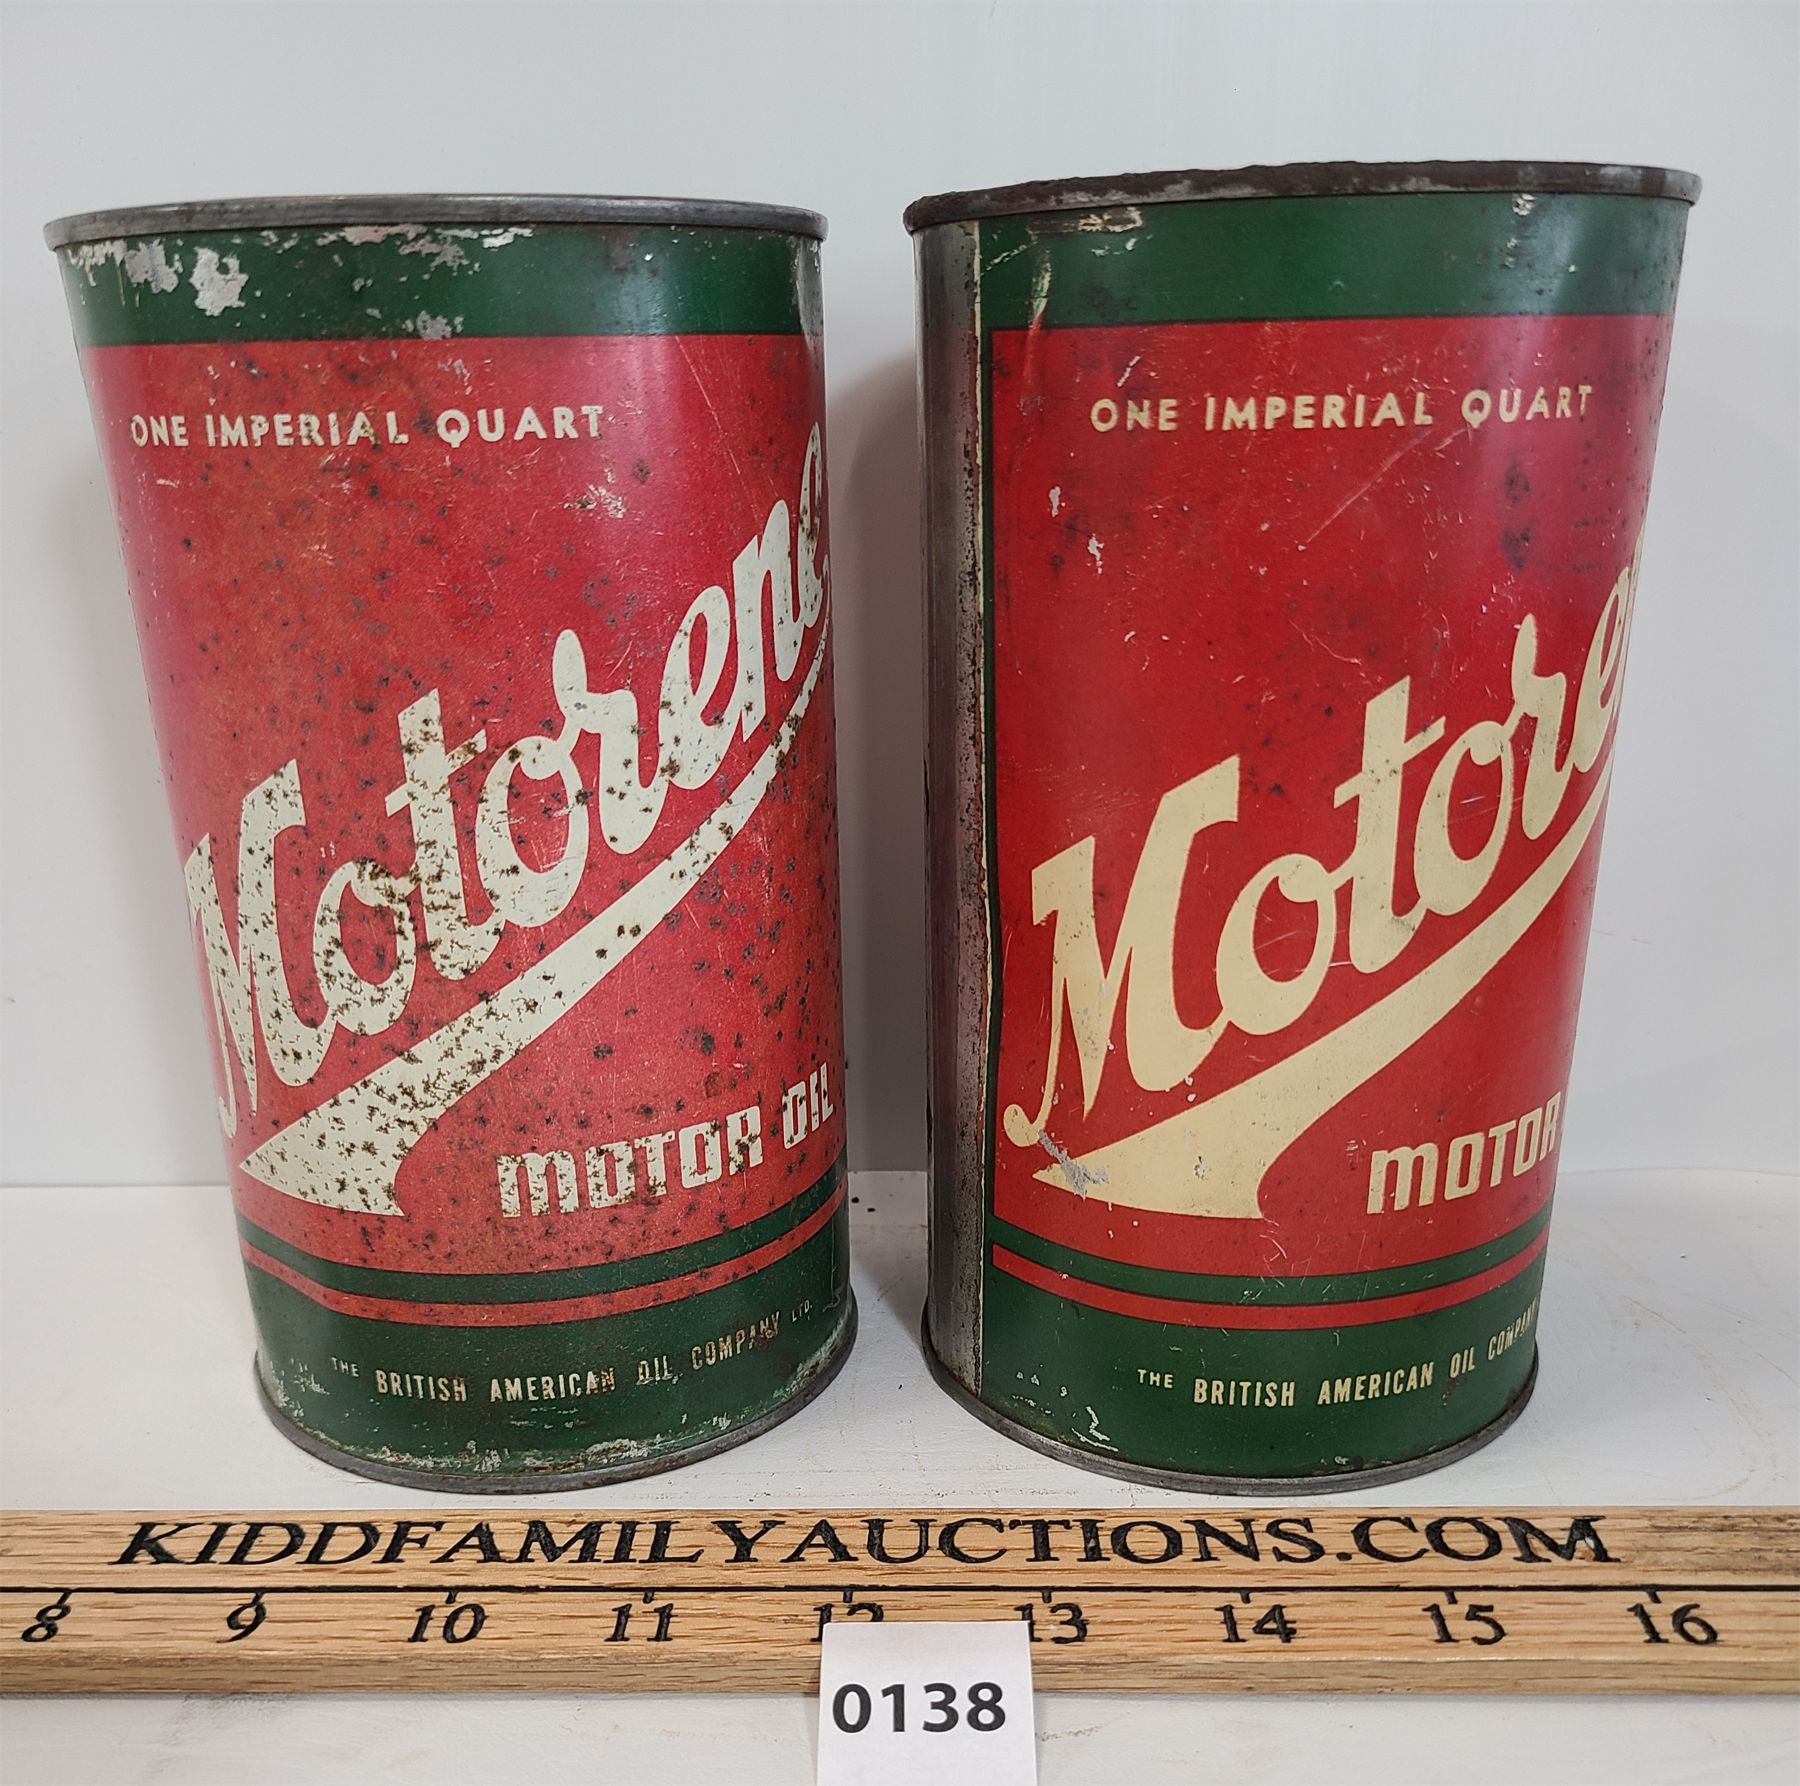 ONE IMPERIAL QUART
Motorene
MOTOR OIL
THE BRITISH AMERICAN OIL COMPANY LTD.
ONE IMPERIAL QUART
Motore
MOTOR
THE BRITISH AMERICAN OIL COMPANY
KIDDFAMILYAUCTIONS.COM
8 9 10 11 12 13 14 15 16
0138